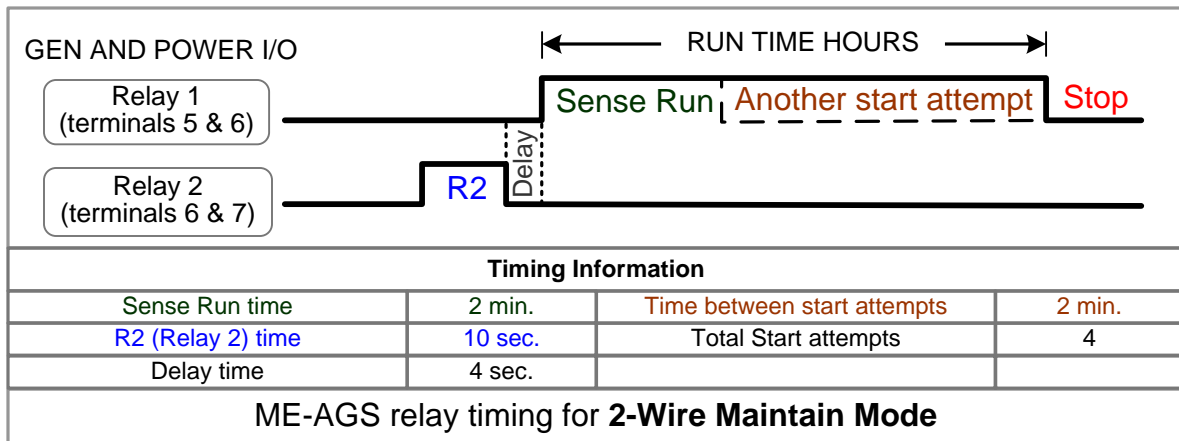 GEN AND POWER I/O
RUN TIME HOURS
Relay 1
(terminals 5 & 6)
Sense Run
Another start attempt
Stop
Delay
Relay 2
(terminals 6 & 7)
R2
Timing Information
Sense Run time 2 min. Time between start attempts 2 min.
R2 (Relay 2) time 10 sec. Total Start attempts 4
Delay time 4 sec.
ME-AGS relay timing for 2-Wire Maintain Mode